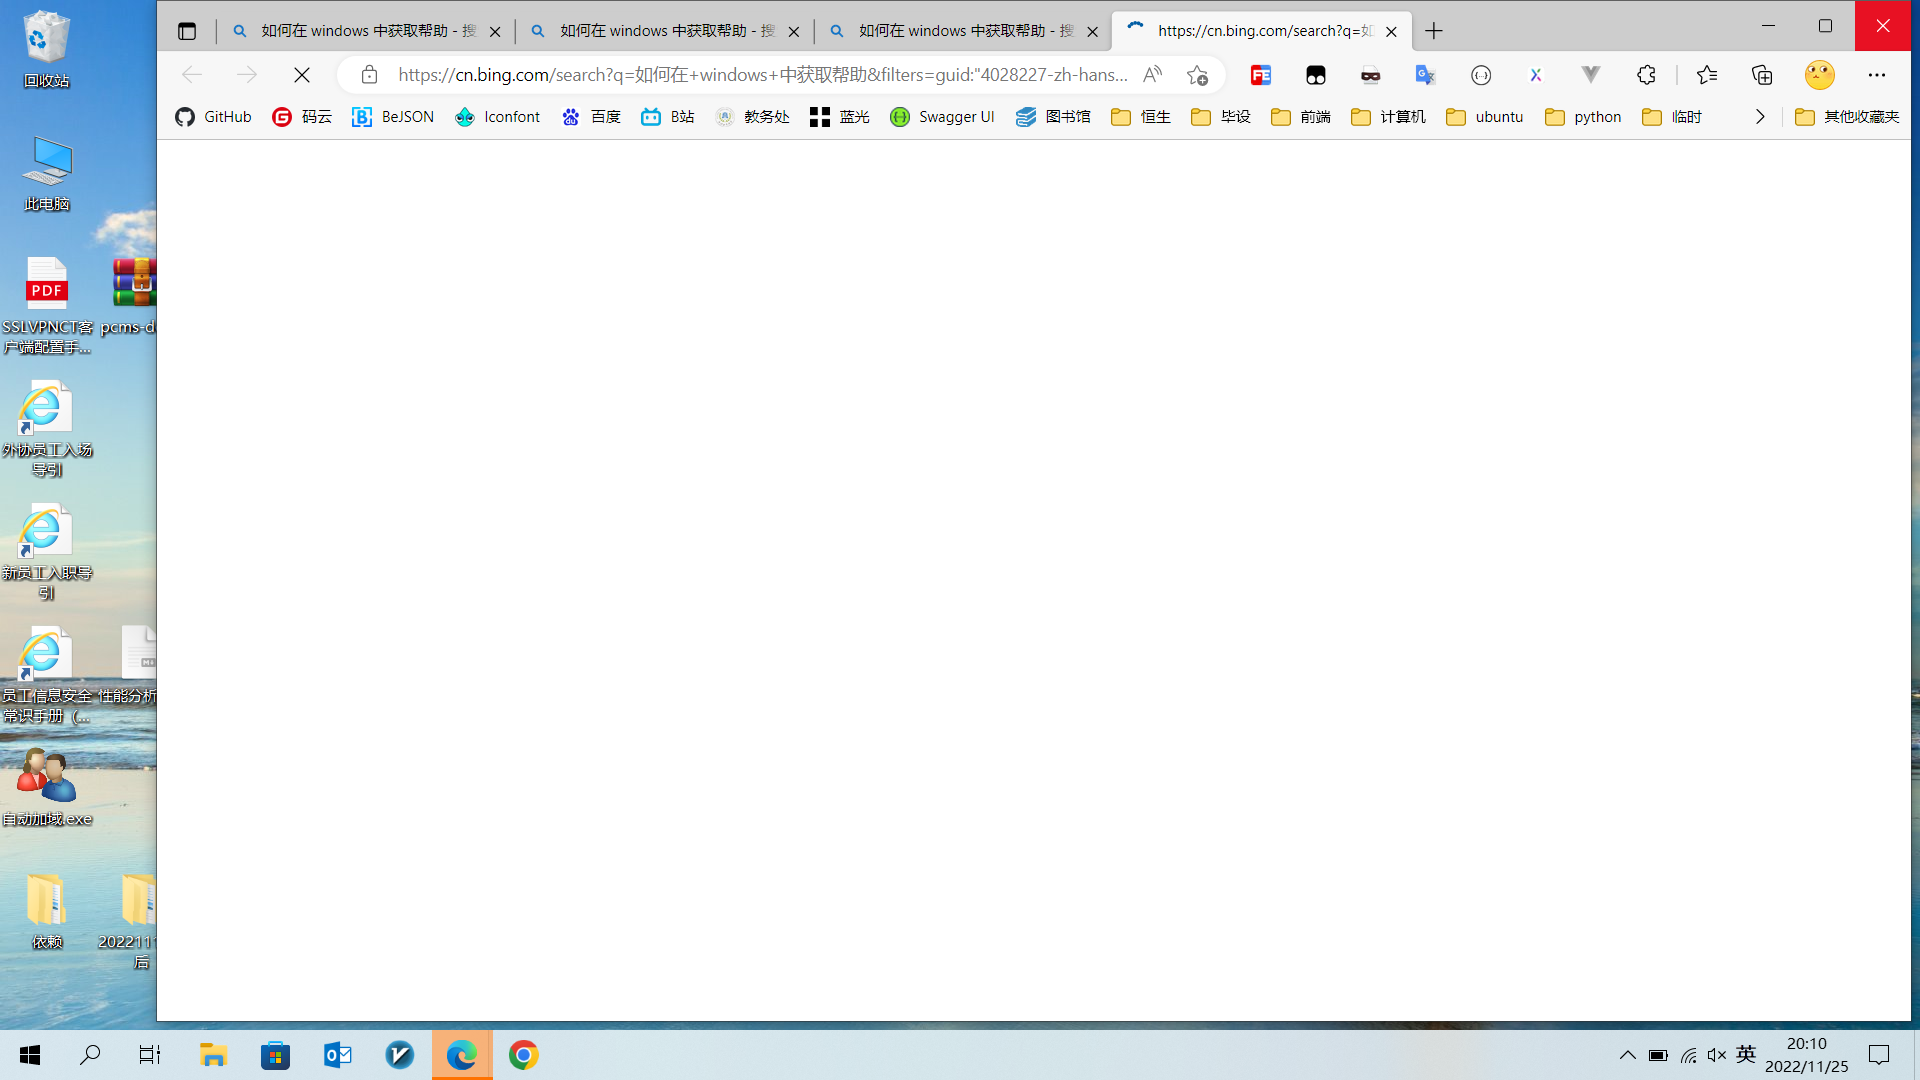 如何在 windows 中获取帮助 - 搜
如何在 windows 中获取帮助 - 搜
如何在 windows 中获取帮助 - 搜
https://cn.bing.com/search?q=如
https://cn.bing.com/search?q=如何在+windows+中获取帮助&filters=guid:"4028227-zh-hans...
GitHub
码云
BeJSON
Iconfont
百度
B站
教务处
蓝光
Swagger UI
图书馆
恒生
毕设
前端
计算机
ubuntu
python
临时
其他收藏夹
回收站
此电脑
PDF
SSLVPNCT客
户端配置手...
pcms-d
外协员工入场
导引
新员工入职导
引
员工信息安全
常识手册（...
性能分析
自动加域.exe
依赖
2022111
后
英
20:10
2022/11/25